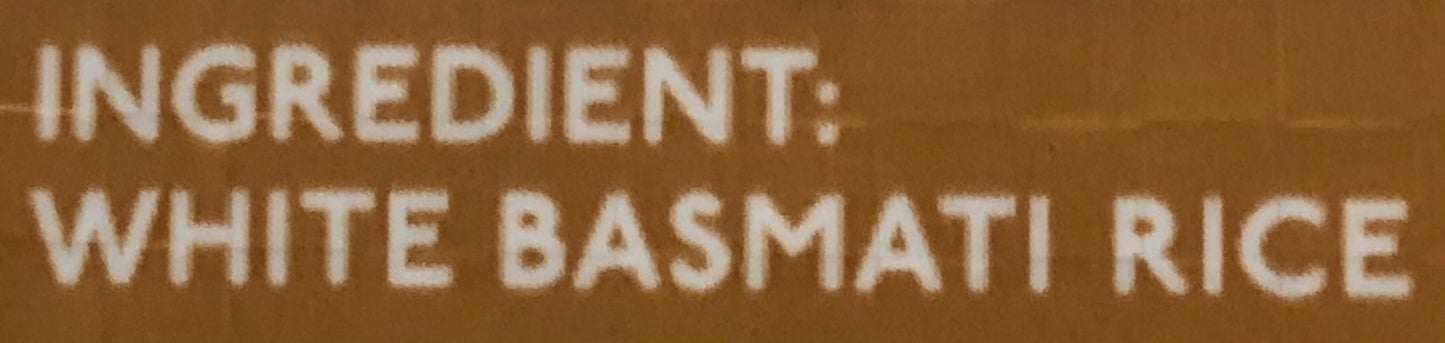 INGREDIENT:
WHITE BASMATI RICE